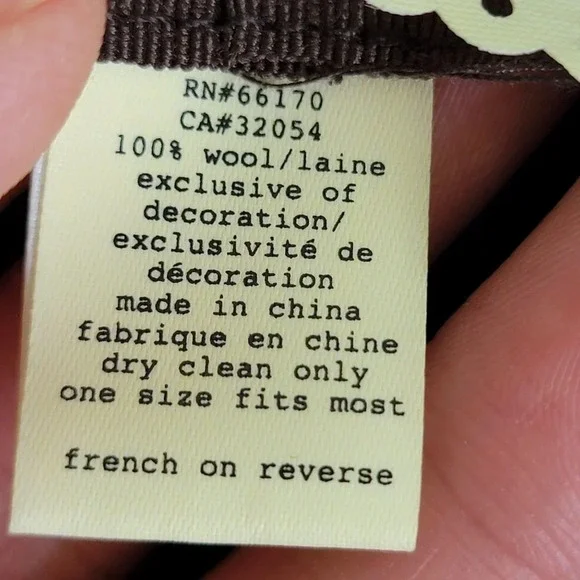 RN#66170
CA#32054
100% wool/laine
exclusive of
decoration/
exclusivité de
décoration
made in china
fabrique en chine
dry clean only
one size fits most
french on reverse